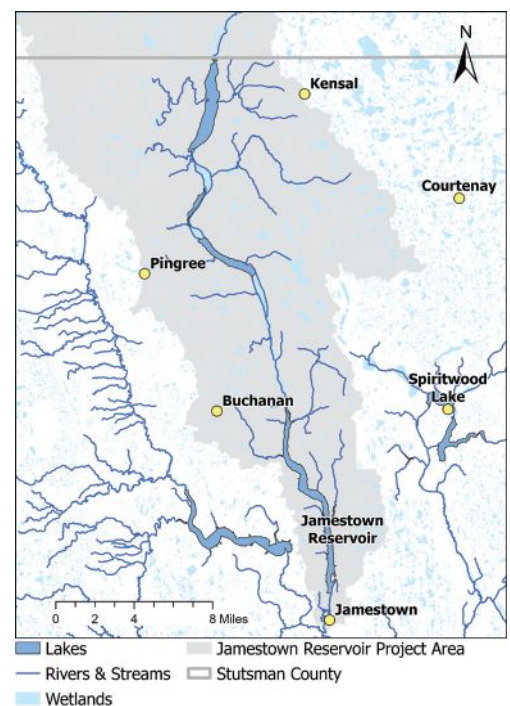 N
Kensal
Courtenay
Pingree
Spiritwood
Lake
Buchanan
Jamestown
Reservoir
Jamestown
0 2 4 8 Miles
Lakes
Jamestown Reservoir Project Area
Rivers & Streams
Stutsman County
Wetlands